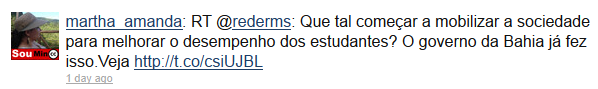 martha_amanda: RT @rederms: Que tal começar a mobilizar a sociedade
para melhorar o desempenho dos estudantes? O governo da Bahia já fez
isso.Veja http://t.co/csiUJBL
1 day ago
Sou